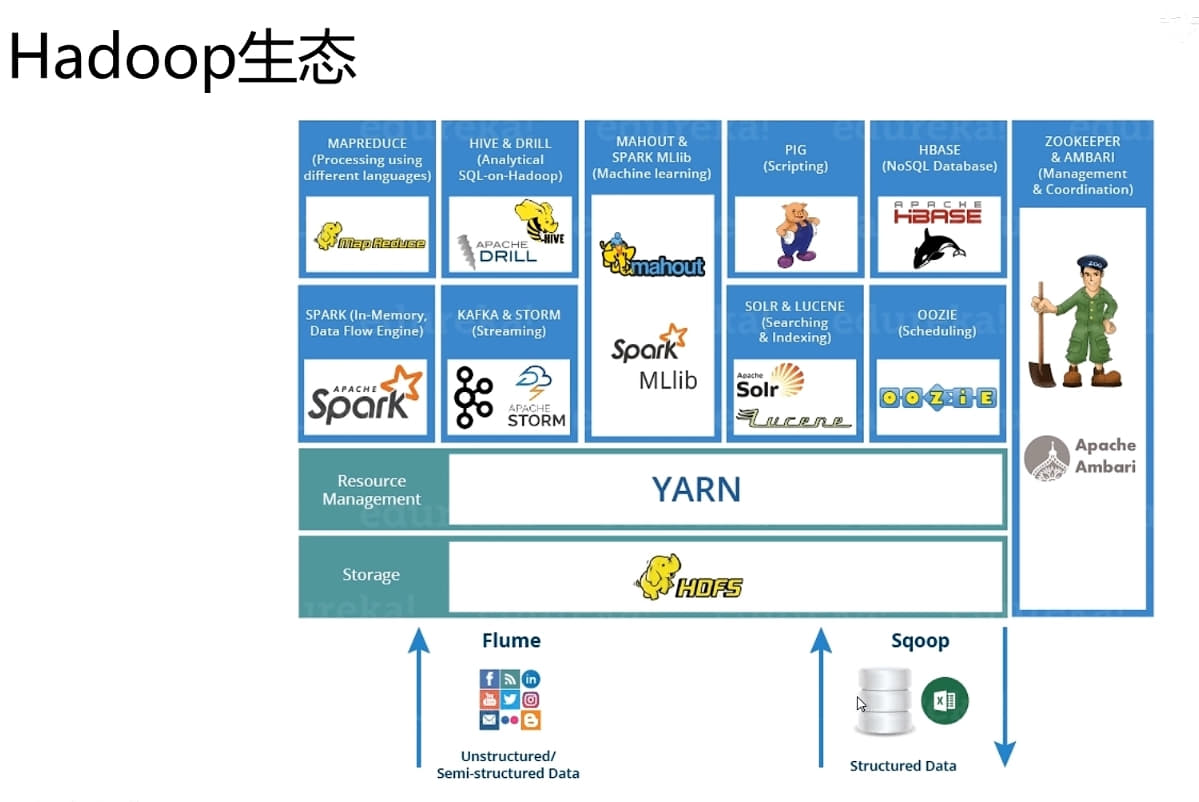 Hadoop生态
MAPREDUCE
(Processing using
different languages)
Map Reduce
HIVE & DRILL
(Analytical
SQL-on-Hadoop)
HIVE
APACHE
DRILL
MAHOUT &
SPARK MLlib
(Machine learning)
mahout
Spark
MLlib
PIG
(Scripting)
HBASE
(NoSQL Database)
APACHE
HBASE
ZOOKEEPER
& AMBARI
(Management
& Coordination)
ZOO
Apache
Ambari
SPARK (In-Memory,
Data Flow Engine)
APACHE
Spark
KAFKA & STORM
(Streaming)
APACHE
STORM
SOLR & LUCENE
(Searching
& Indexing)
Apache
Solr
Lucene
OOZIE
(Scheduling)
OOZiE
Resource
Management
YARN
Storage
HDFS
Flume
Unstructured/
Semi-structured Data
Sqoop
Structured Data